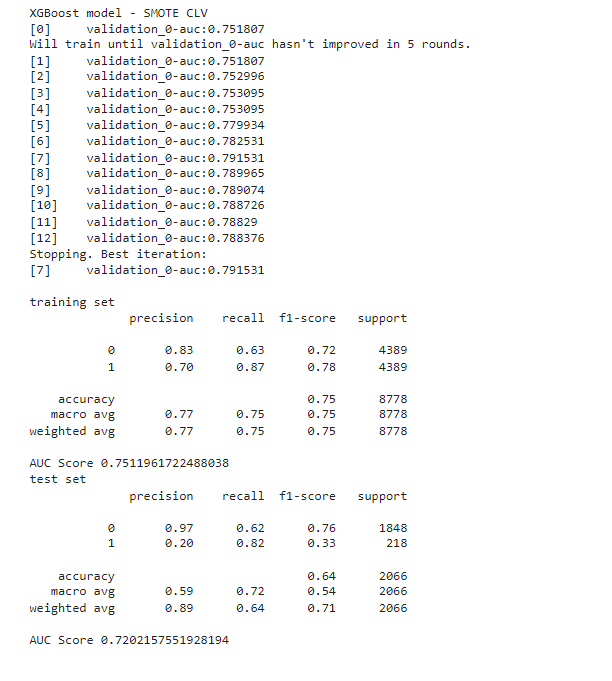 XGBoost model - SMOTE CLV
[0] validation_0-auc:0.751807
Will train until validation_0-auc hasn't improved in 5 rounds.
[1] validation_0-auc:0.751807
[2] validation_0-auc:0.752996
[3] validation_0-auc:0.753095
[4] validation_0-auc:0.753095
[5] validation_0-auc:0.779934
[6] validation_0-auc:0.782531
[7] validation_0-auc:0.791531
[8] validation_0-auc:0.789965
[9] validation_0-auc:0.789074
[10] validation_0-auc:0.788726
[11] validation_0-auc:0.78829
[12] validation_0-auc:0.788376
Stopping. Best iteration:
[7] validation_0-auc:0.791531
training set
precision recall f1-score support
0 0.83 0.63 0.72 4389
1 0.70 0.87 0.78 4389
accuracy 0.75 8778
macro avg 0.77 0.75 0.75 8778
weighted avg 0.77 0.75 0.75 8778
AUC Score 0.7511961722488038
test set
precision recall f1-score support
0 0.97 0.62 0.76 1848
1 0.20 0.82 0.33 218
accuracy 0.64 2066
macro avg 0.59 0.72 0.54 2066
weighted avg 0.89 0.64 0.71 2066
AUC Score 0.7202157551928194